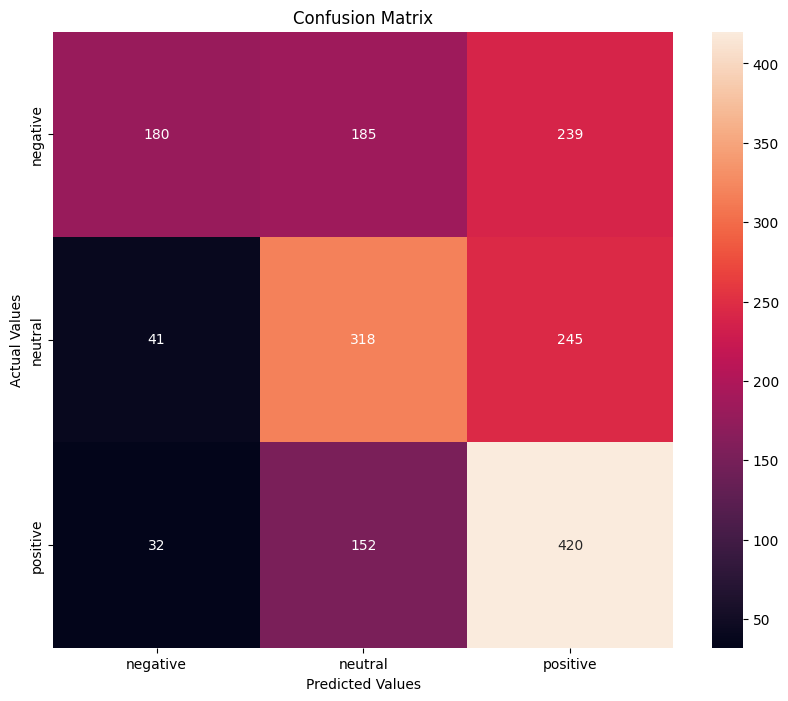 Confusion Matrix
Actual Values
negative
180 185 239
neutral
41 318 245
positive
32 152 420
negative neutral positive
Predicted Values
400
350
300
250
200
150
100
50